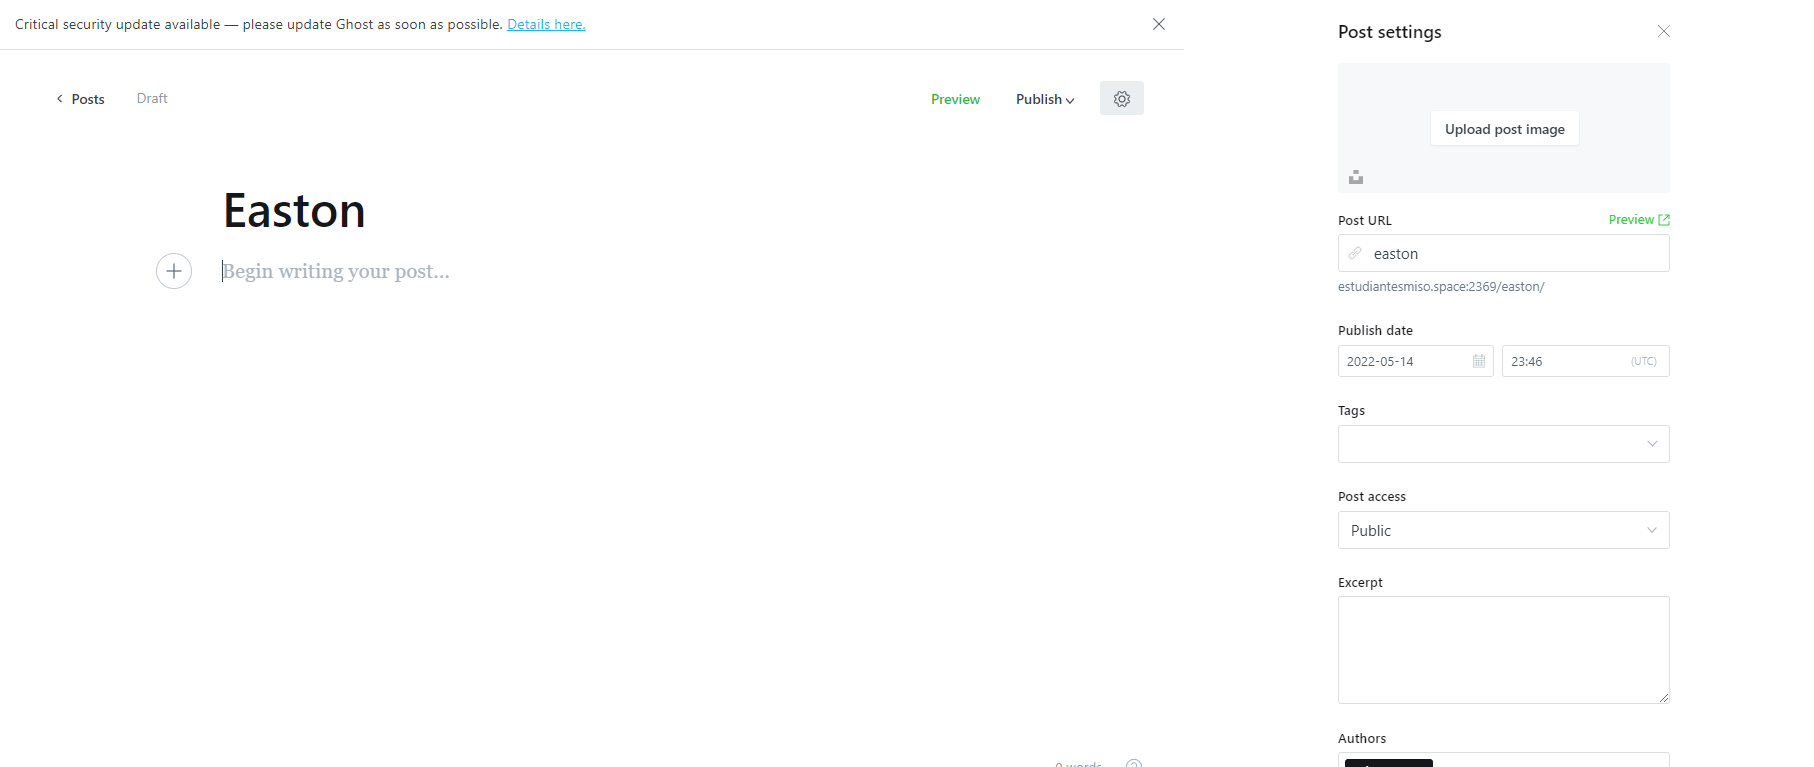 Critical security update available — please update Ghost as soon as possible. Details here.
Posts
Draft
Preview
Publish
Easton
Begin writing your post...
0 words
Post settings
Upload post image
Post URL
Preview
easton
estudiantesmiso.space:2369/easton/
Publish date
2022-05-14
23:46
(UTC)
Tags
Post access
Public
Excerpt
Authors